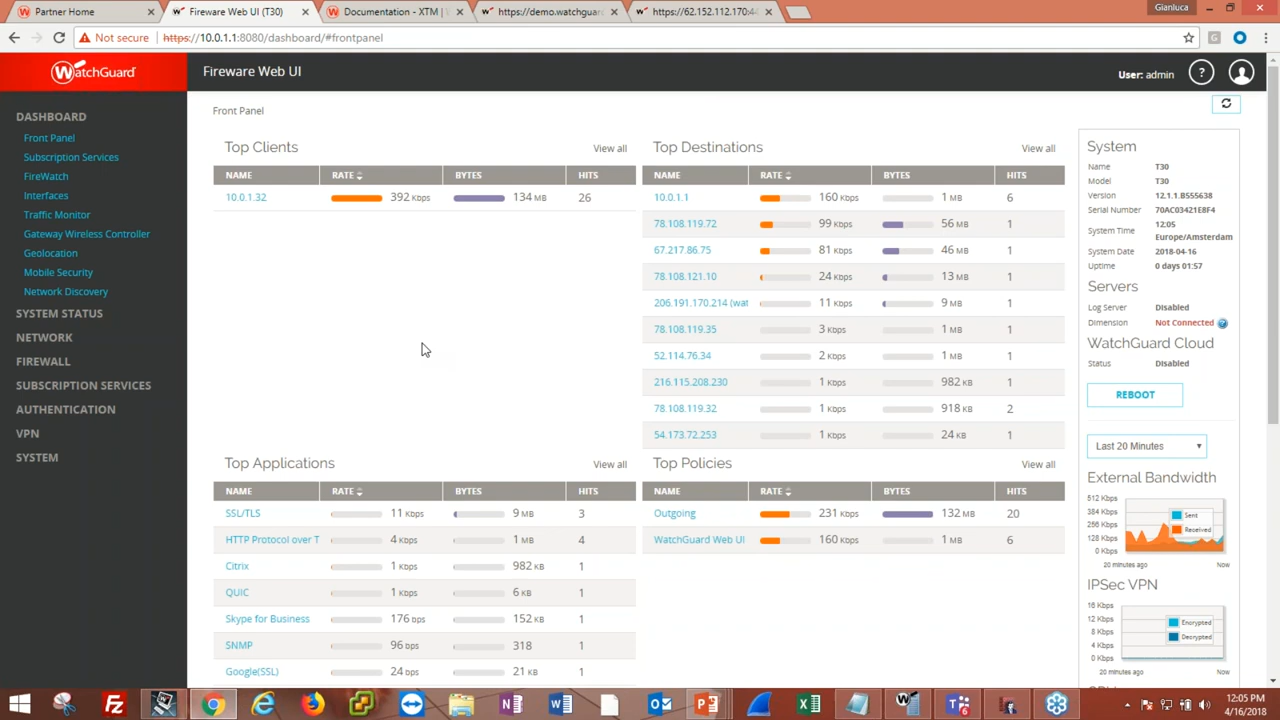 Partner Home
Fireware Web UI (T30)
Documentation - XTM |
https://demo.watchguar
https://62.152.112.170:4
Gianluca
Not secure https://10.0.1.1:8080/dashboard/#frontpanel
WatchGuard
Fireware Web UI
User: admin
?
DASHBOARD
Front Panel
Subscription Services
FireWatch
Interfaces
Traffic Monitor
Gateway Wireless Controller
Geolocation
Mobile Security
Network Discovery
SYSTEM STATUS
NETWORK
FIREWALL
SUBSCRIPTION SERVICES
AUTHENTICATION
VPN
SYSTEM
Front Panel
Top Clients View all
NAME RATE BYTES HITS
10.0.1.32 392 Kbps 134 MB 26
Top Destinations View all
NAME RATE BYTES HITS
10.0.1.1 160 Kbps 1 MB 6
78.108.119.72 99 Kbps 56 MB 1
67.217.86.75 81 Kbps 46 MB 1
78.108.121.10 24 Kbps 13 MB 1
206.191.170.214 (wat 11 Kbps 9 MB 1
78.108.119.35 3 Kbps 1 MB 1
52.114.76.34 2 Kbps 1 MB 1
216.115.208.230 1 Kbps 982 KB 1
78.108.119.32 1 Kbps 918 KB 2
54.173.72.253 1 Kbps 24 KB 1
Top Applications View all
NAME RATE BYTES HITS
SSL/TLS 11 Kbps 9 MB 3
HTTP Protocol over T 4 Kbps 1 MB 4
Citrix 1 Kbps 982 KB 1
QUIC 1 Kbps 6 KB 1
Skype for Business 176 bps 152 KB 1
SNMP 96 bps 318 1
Google(SSL) 24 bps 21 KB 1
Top Policies View all
NAME RATE BYTES HITS
Outgoing 231 Kbps 132 MB 20
WatchGuard Web UI 160 Kbps 1 MB 6
System
Name T30
Model T30
Version 12.1.1.B555638
Serial Number 70AC03421E8F4
System Time 12:05
Europe/Amsterdam
System Date 2018-04-16
Uptime 0 days 01:57
Servers
Log Server Disabled
Dimension Not Connected
WatchGuard Cloud
Status Disabled
REBOOT
Last 20 Minutes
External Bandwidth
512 Kbps
384 Kbps
256 Kbps
128 Kbps
0 Kbps
Sent
Received
20 minutes ago Now
IPSec VPN
16 Kbps
12 Kbps
8 Kbps
4 Kbps
0 Kbps
Encrypted
Decrypted
20 minutes ago Now
12:05 PM
4/16/2018